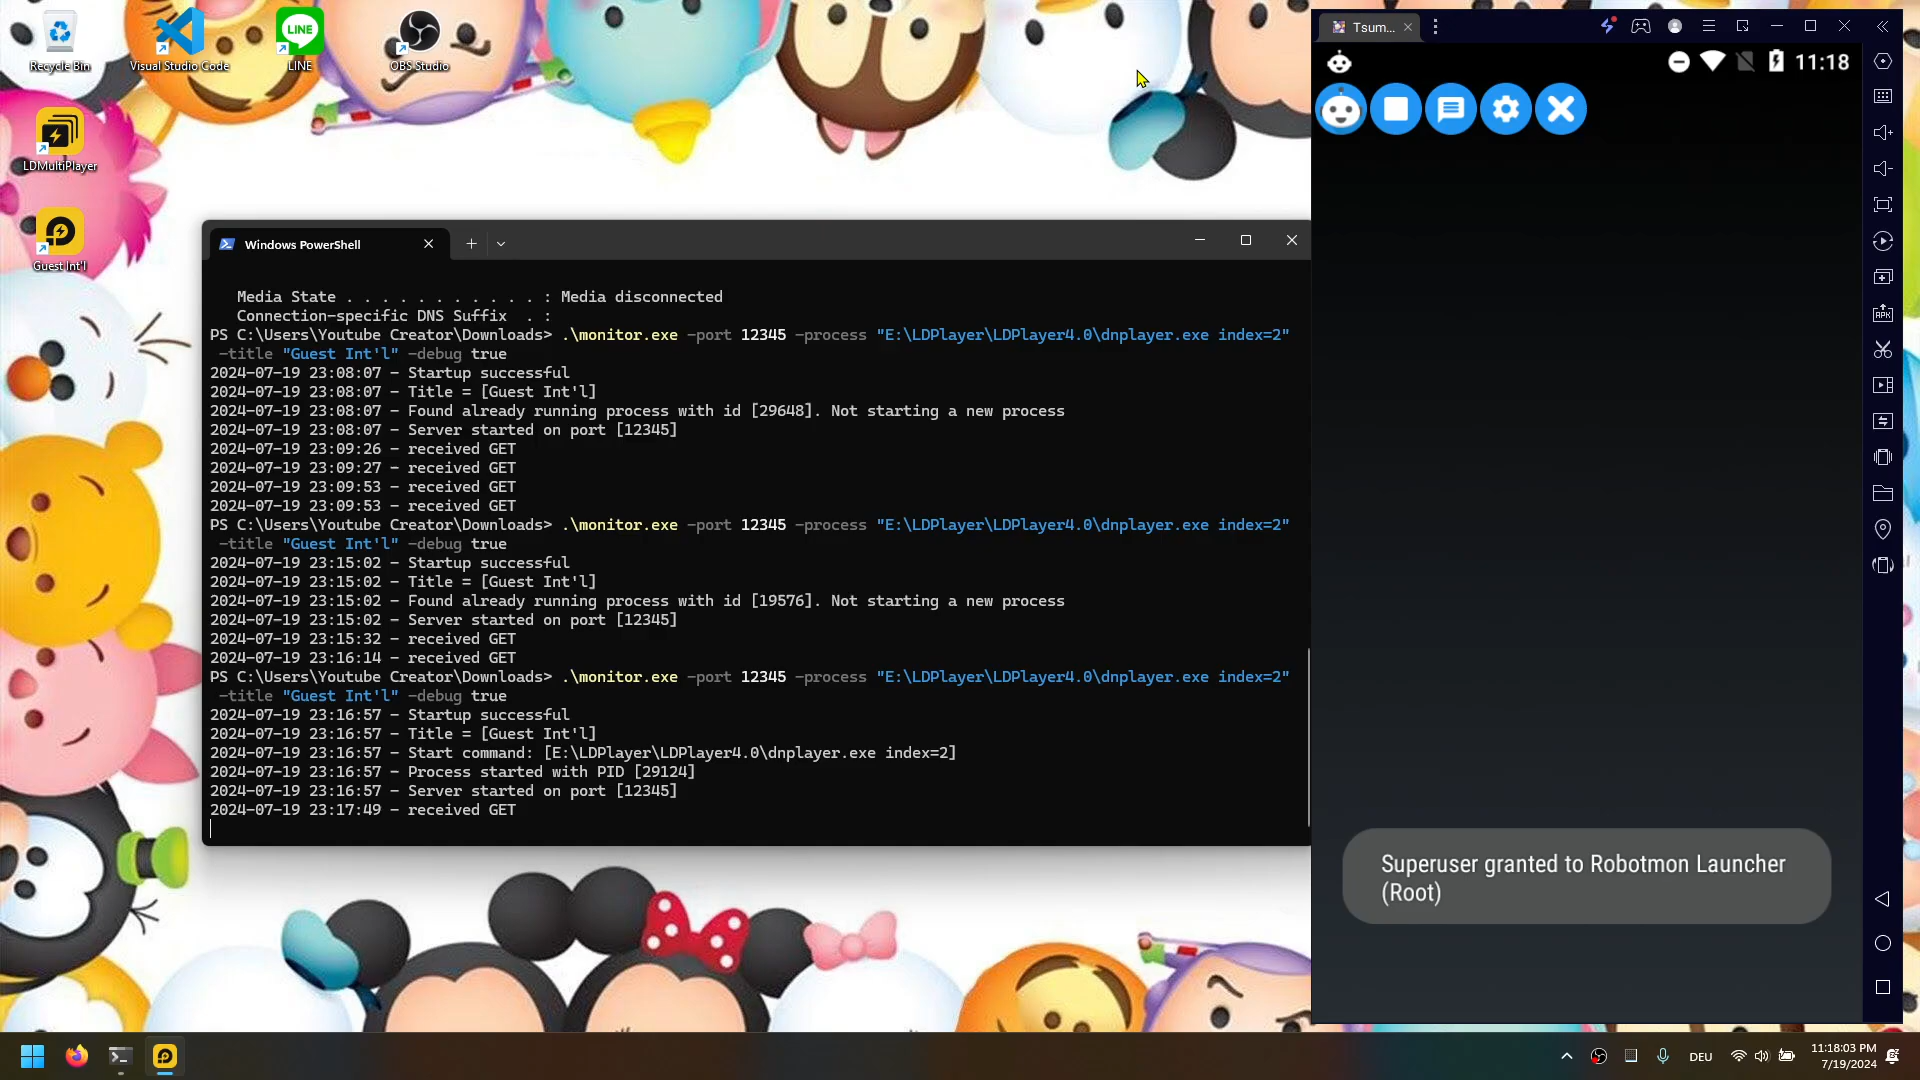 Recycle Bin
Visual Studio Code
LINE
LINE
OBS Studio
LDMultiPlayer
Guest Int'l
Windows PowerShell
Media State . . . . . . . . . . . : Media disconnected
Connection-specific DNS Suffix  . :
PS C:\Users\Youtube Creator\Downloads> .\monitor.exe -port 12345 -process "E:\LDPlayer\LDPlayer4.0\dnplayer.exe index=2"
-title "Guest Int'l" -debug true
2024-07-19 23:08:07 - Startup successful
2024-07-19 23:08:07 - Title = [Guest Int'l]
2024-07-19 23:08:07 - Found already running process with id [29648]. Not starting a new process
2024-07-19 23:08:07 - Server started on port [12345]
2024-07-19 23:09:26 - received GET
2024-07-19 23:09:27 - received GET
2024-07-19 23:09:53 - received GET
2024-07-19 23:09:53 - received GET
PS C:\Users\Youtube Creator\Downloads> .\monitor.exe -port 12345 -process "E:\LDPlayer\LDPlayer4.0\dnplayer.exe index=2"
-title "Guest Int'l" -debug true
2024-07-19 23:15:02 - Startup successful
2024-07-19 23:15:02 - Title = [Guest Int'l]
2024-07-19 23:15:02 - Found already running process with id [19576]. Not starting a new process
2024-07-19 23:15:02 - Server started on port [12345]
2024-07-19 23:15:32 - received GET
2024-07-19 23:16:14 - received GET
PS C:\Users\Youtube Creator\Downloads> .\monitor.exe -port 12345 -process "E:\LDPlayer\LDPlayer4.0\dnplayer.exe index=2"
-title "Guest Int'l" -debug true
2024-07-19 23:16:57 - Startup successful
2024-07-19 23:16:57 - Title = [Guest Int'l]
2024-07-19 23:16:57 - Start command: [E:\LDPlayer\LDPlayer4.0\dnplayer.exe index=2]
2024-07-19 23:16:57 - Process started with PID [29124]
2024-07-19 23:16:57 - Server started on port [12345]
2024-07-19 23:17:49 - received GET
Tsum...
11:18
APK
Superuser granted to Robotmon Launcher
(Root)
DEU
11:18:03 PM
7/19/2024